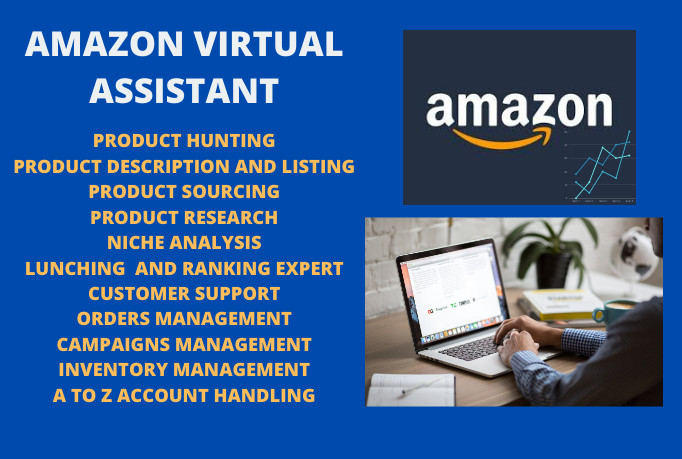 AMAZON VIRTUAL
ASSISTANT
PRODUCT HUNTING
PRODUCT DESCRIPTION AND LISTING
PRODUCT SOURCING
PRODUCT RESEARCH
NICHE ANALYSIS
LUNCHING AND RANKING EXPERT
CUSTOMER SUPPORT
ORDERS MANAGEMENT
CAMPAIGNS MANAGEMENT
INVENTORY MANAGEMENT
A TO Z ACCOUNT HANDLING
amazon